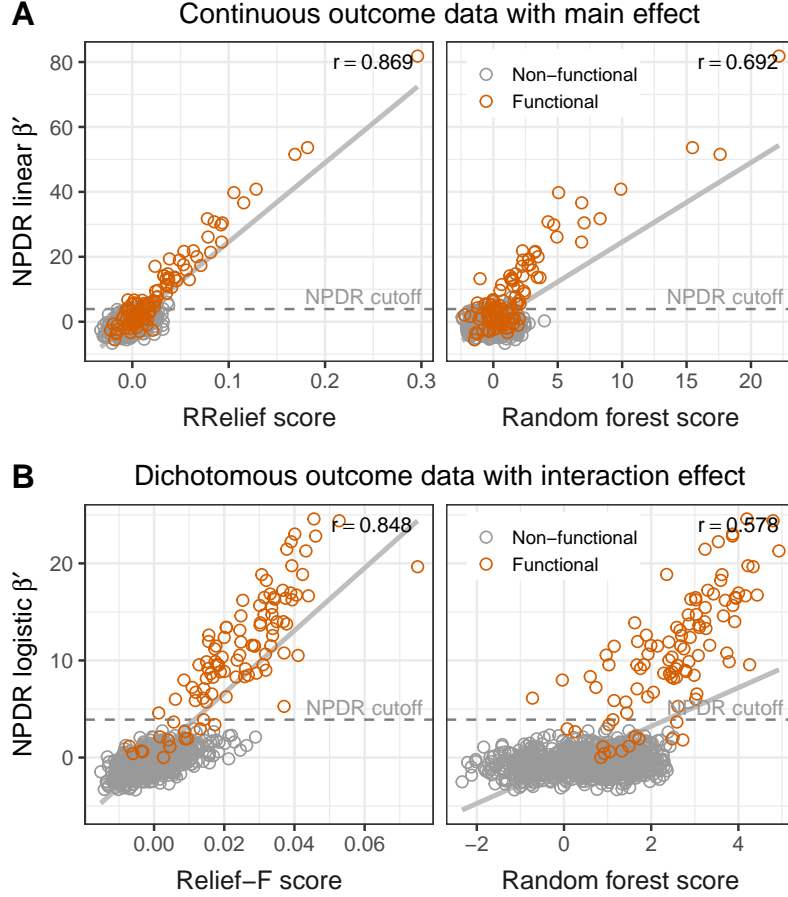 A Continuous outcome data with main effect
NPDR linear β′
80
60
40
20
0
r = 0.869
NPDR cutoff
0.0 0.1 0.2 0.3
RRelief score
Non−functional
Functional
r = 0.692
NPDR cutoff
0 5 10 15 20
Random forest score
B Dichotomous outcome data with interaction effect
NPDR logistic β′
20
10
0
r = 0.848
NPDR cutoff
0.00 0.02 0.04 0.06
Relief−F score
Non−functional
Functional
r = 0.578
NPDR cutoff
−2 0 2 4
Random forest score